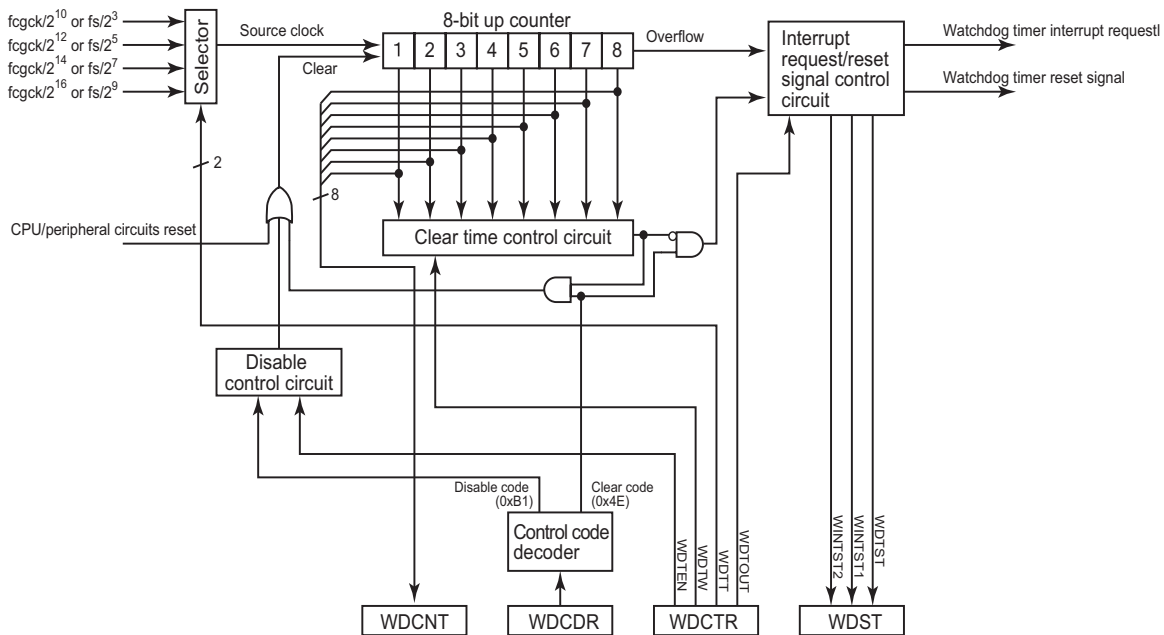 8-bit up counter
fcgck/2^10 or fs/2^3
fcgck/2^12 or fs/2^5
fcgck/2^14 or fs/2^7
fcgck/2^16 or fs/2^9
Selector
Source clock
Clear
1 2 3 4 5 6 7 8
Overflow
Interrupt
request/reset
signal control
circuit
Watchdog timer interrupt requestl
Watchdog timer reset signal
2
8
CPU/peripheral circuits reset
Clear time control circuit
Disable
control circuit
Disable code
(0xB1)
Clear code
(0x4E)
Control code
decoder
WDTEN
WDTW
WDTT
WDTOUT
WINTST2
WINTST1
WDTST
WDCNT
WDCDR
WDCTR
WDST